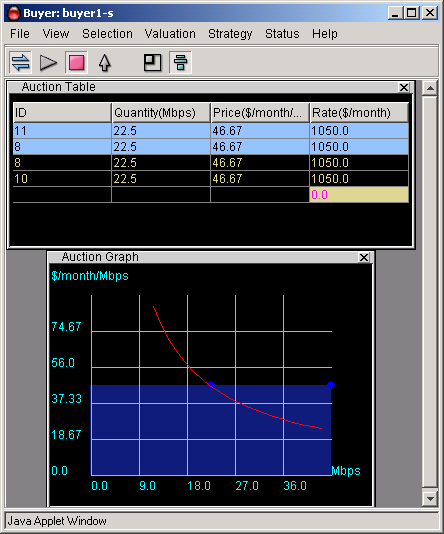 Buyer: buyer1-s
File View Selection Valuation Strategy Status Help
Auction Table
ID Quantity(Mbps) Price($/month/... Rate($/month)
11 22.5 46.67 1050.0
8 22.5 46.67 1050.0
8 22.5 46.67 1050.0
10 22.5 46.67 1050.0
0.0
Auction Graph
$/month/Mbps
74.67
56.0
37.33
18.67
0.0 Mbps
0.0 9.0 18.0 27.0 36.0
Java Applet Window